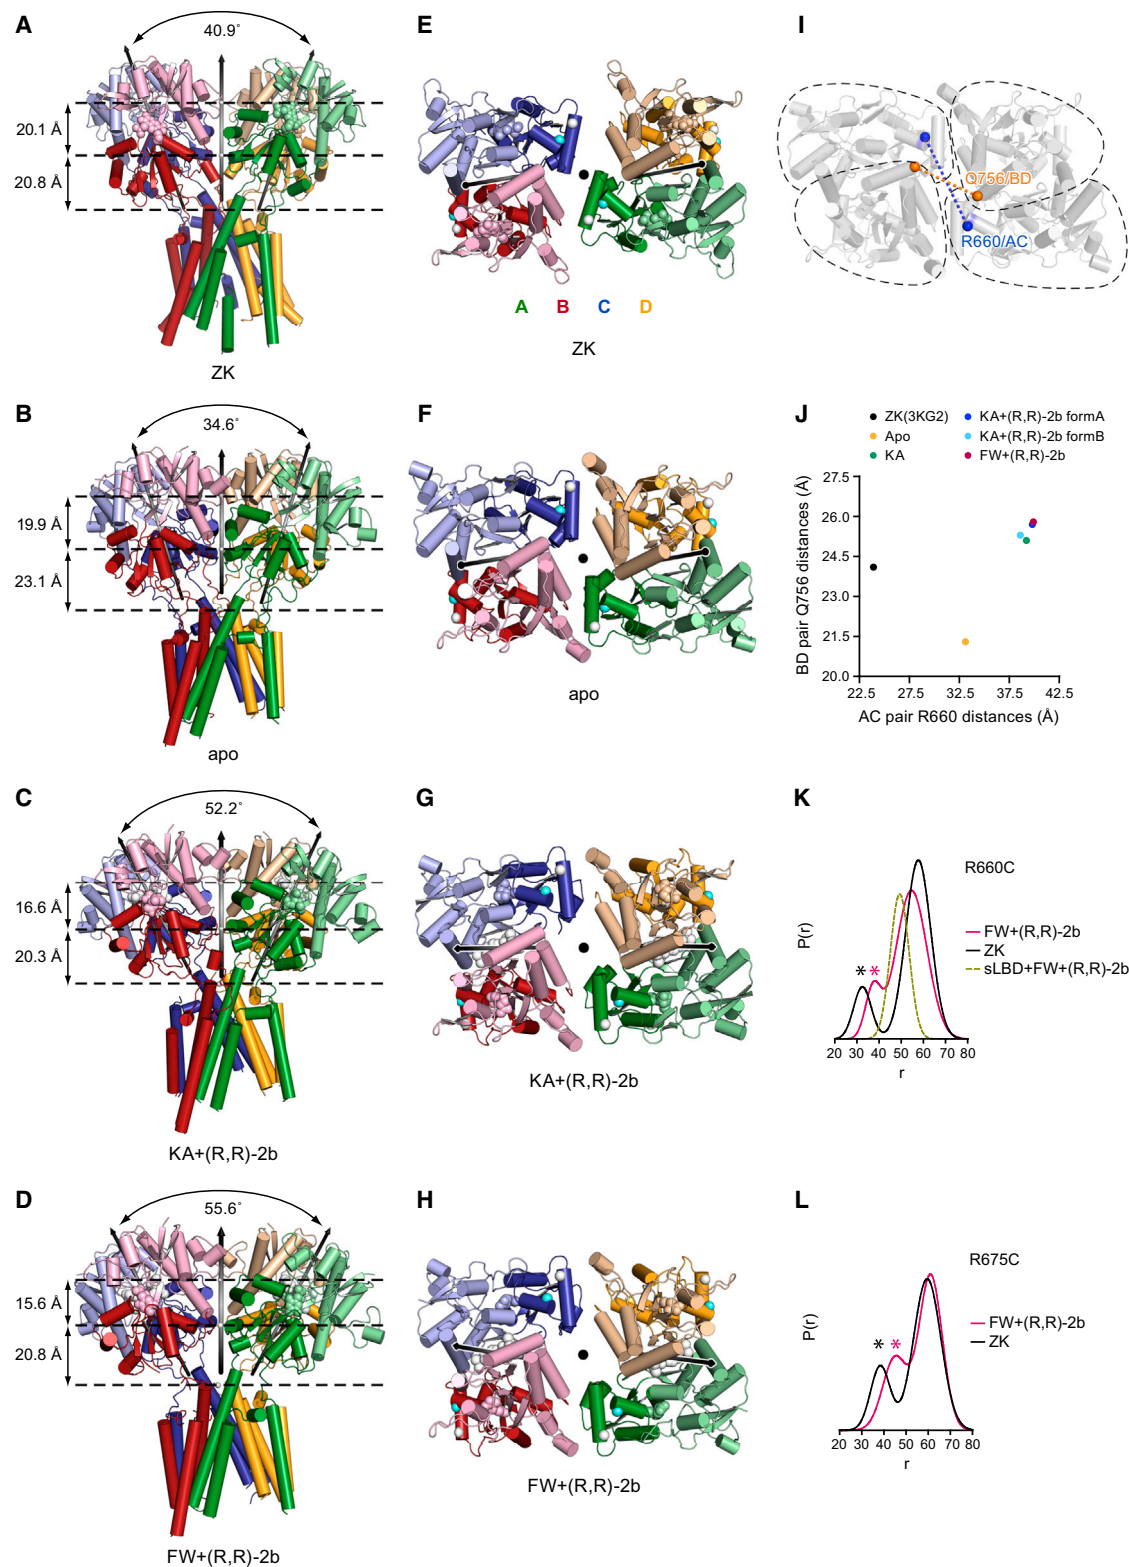 A
40.9°
20.1 Å
20.8 Å
ZK
B
34.6°
19.9 Å
23.1 Å
apo
C
52.2°
16.6 Å
20.3 Å
KA+(R,R)-2b
D
55.6°
15.6 Å
20.8 Å
FW+(R,R)-2b
E
A B C D
ZK
F
apo
G
KA+(R,R)-2b
H
FW+(R,R)-2b
I
Q756/BD
R660/AC
J
ZK(3KG2)
Apo
KA
KA+(R,R)-2b formA
KA+(R,R)-2b formB
FW+(R,R)-2b
BD pair Q756 distances (Å)
27.5
26.0
24.5
23.0
21.5
20.0
22.5 27.5 32.5 37.5 42.5
AC pair R660 distances (Å)
K
R660C
FW+(R,R)-2b
ZK
sLBD+FW+(R,R)-2b
P(r)
* *
20 30 40 50 60 70 80
r
L
R675C
FW+(R,R)-2b
ZK
P(r)
* *
20 30 40 50 60 70 80
r